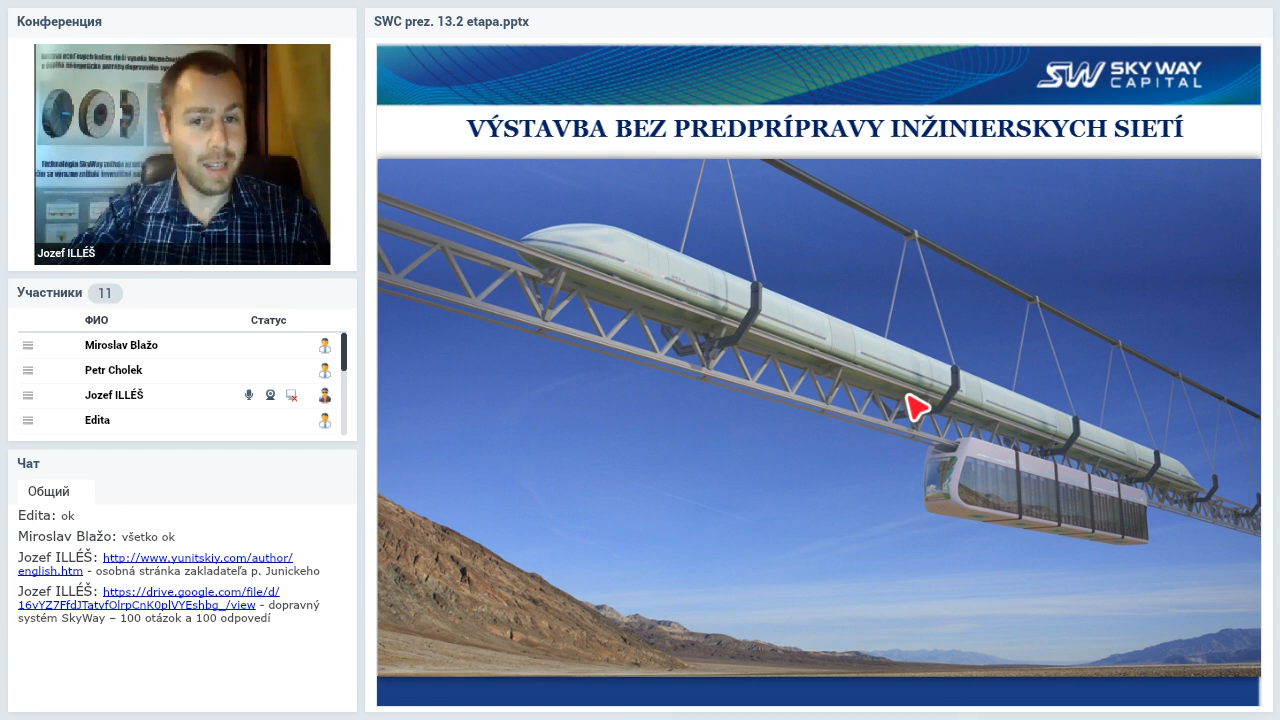 Конференция
Jozef ILLÉŠ
Участники 11
ФИО Статус
Miroslav Blažo
Petr Cholek
Jozef ILLÉŠ
Edita
Чат
Общий
Edita: ok
Miroslav Blažo: všetko ok
Jozef ILLÉŠ: http://www.yunitskiy.com/author/
english.htm - osobná stránka zakladateľa p. Junickeho
Jozef ILLÉŠ: https://drive.google.com/file/d/
16vYZ7FfdJTatvfOlrpCnK0plVYEshbg_/view - dopravný
systém SkyWay – 100 otázok a 100 odpovedí
SWC prez. 13.2 etapa.pptx
SW SKY WAY
CAPITAL
VÝSTAVBA BEZ PREDPRÍPRAVY INŽINIERSKYCH SIETÍ